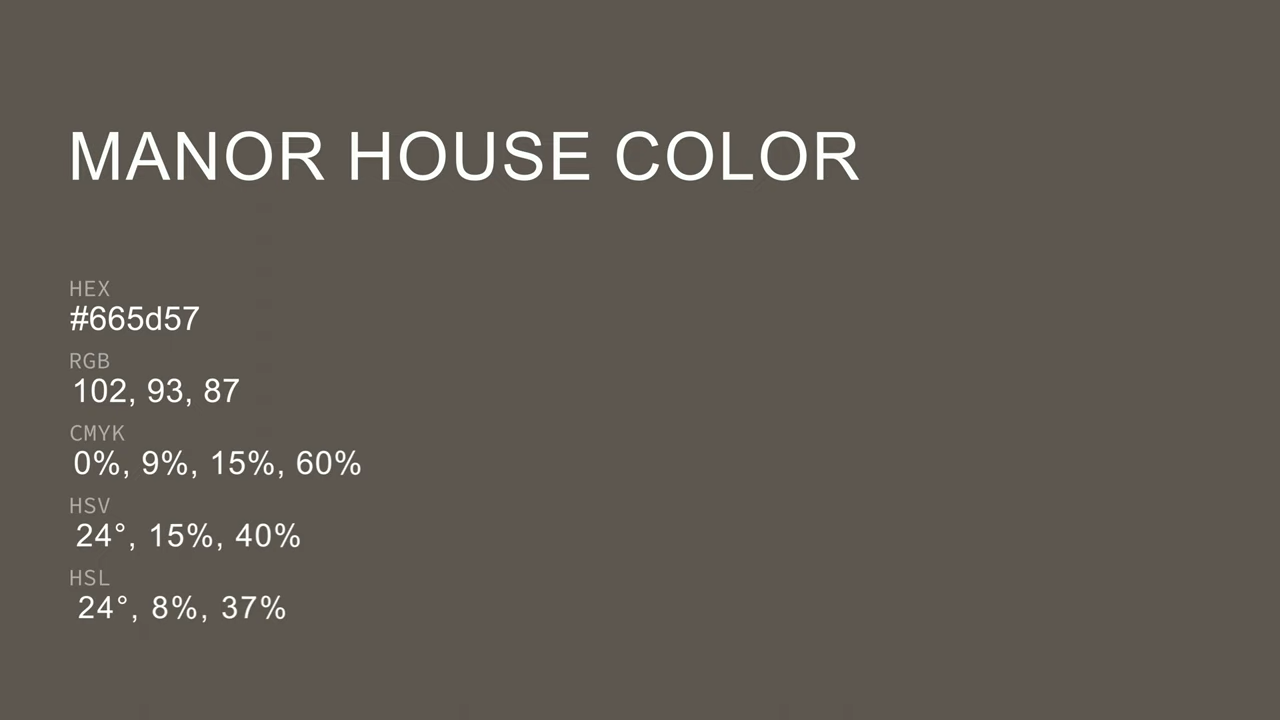 MANOR HOUSE COLOR
HEX
#665d57
RGB
102, 93, 87
CMYK
0%, 9%, 15%, 60%
HSV
24°, 15%, 40%
HSL
24°, 8%, 37%